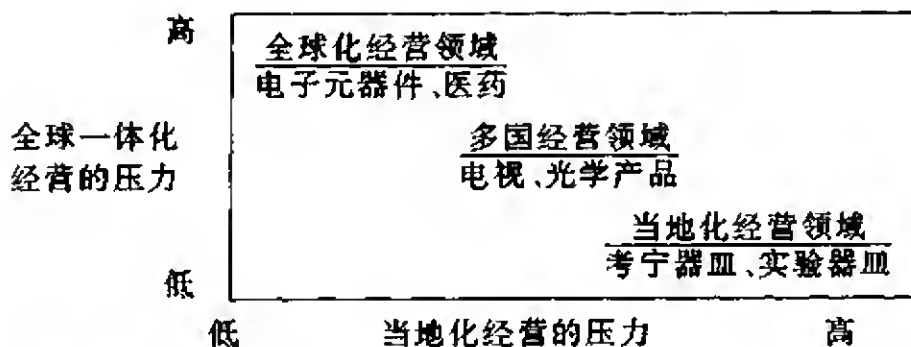 高
全球化经营领域
电子元器件、医药
全球一体化
经营的压力
多国经营领域
电视、光学产品
当地化经营领域
考宁器皿、实验器皿
低
低 当地化经营的压力 高